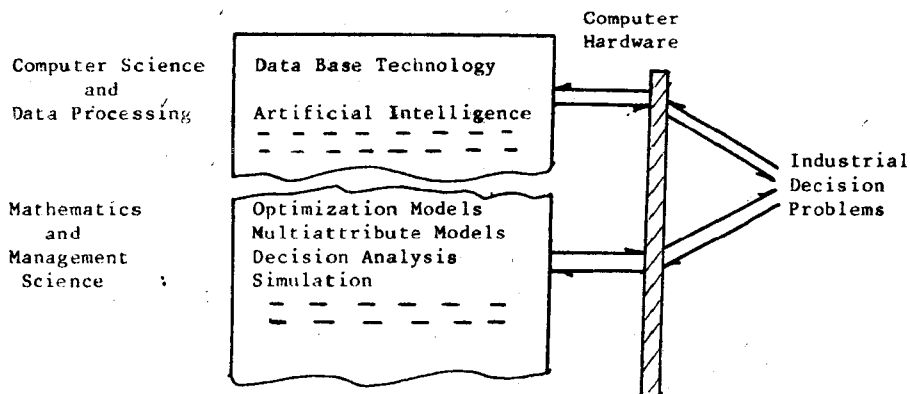 Computer
Hardware
Computer Science
and
Data Processing
Data Base Technology
Artificial Intelligence
Industrial
Decision
Problems
Mathematics
and
Management
Science
Optimization Models
Multiattribute Models
Decision Analysis
Simulation